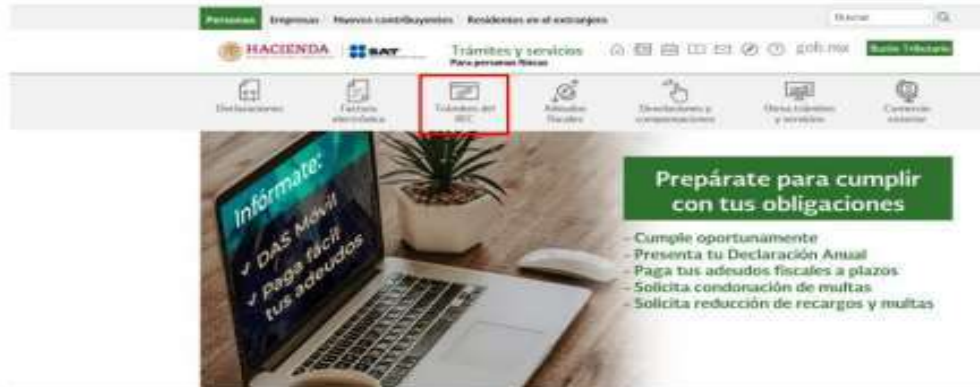 Personas Empresas Nuevos contribuyentes Residentes en el extranjero
Buscar
HACIENDA SAT
Trámites y servicios
Para personas físicas
gob.mx
Buzón Tributario
Declaraciones
Factura electrónica
Trámites del RFC
Adeudos fiscales
Devoluciones y compensaciones
Otros trámites y servicios
Comercio exterior
Infórmate:
✓ DAS Móvil
✓ Paga fácil
tus adeudos
Prepárate para cumplir
con tus obligaciones
- Cumple oportunamente
- Presenta tu Declaración Anual
- Paga tus adeudos fiscales a plazos
- Solicita condonación de multas
- Solicita reducción de recargos y multas